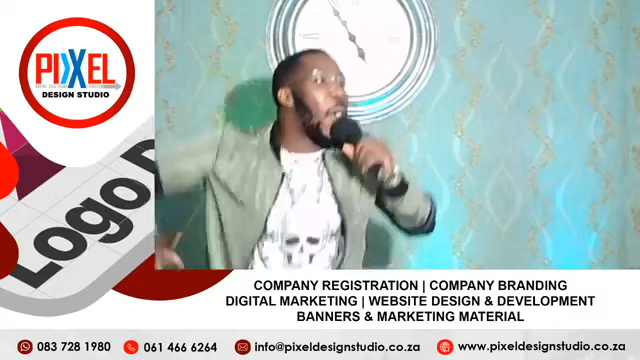 PIXEL
DESIGN STUDIO
Logo D
COMPANY REGISTRATION | COMPANY BRANDING
DIGITAL MARKETING | WEBSITE DESIGN & DEVELOPMENT
BANNERS & MARKETING MATERIAL
083 728 1980
061 466 6264
info@pixeldesignstudio.co.za
www.pixeldesignstudio.co.za